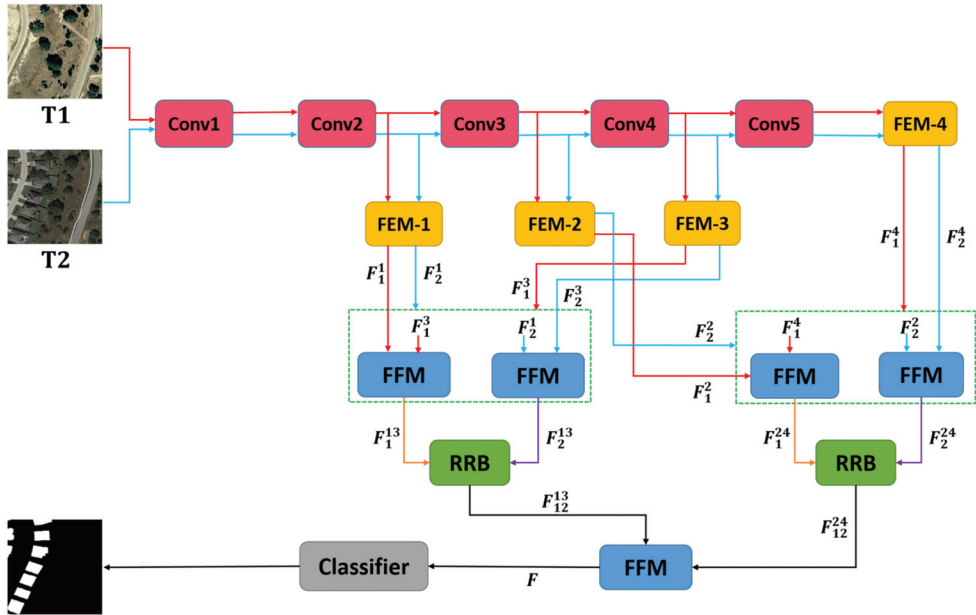 T1
T2
Conv1
Conv2
Conv3
Conv4
Conv5
FEM-4
FEM-1
FEM-2
FEM-3
F₁¹
F₂¹
F₁³
F₂³
F₁⁴
F₂⁴
F₁³
F₂¹
F₂²
F₁²
F₁⁴
F₂²
FFM
FFM
FFM
FFM
F₁¹³
F₂¹³
F₁²⁴
F₂²⁴
RRB
RRB
F₁₂¹³
F₁₂²⁴
Classifier
F
FFM